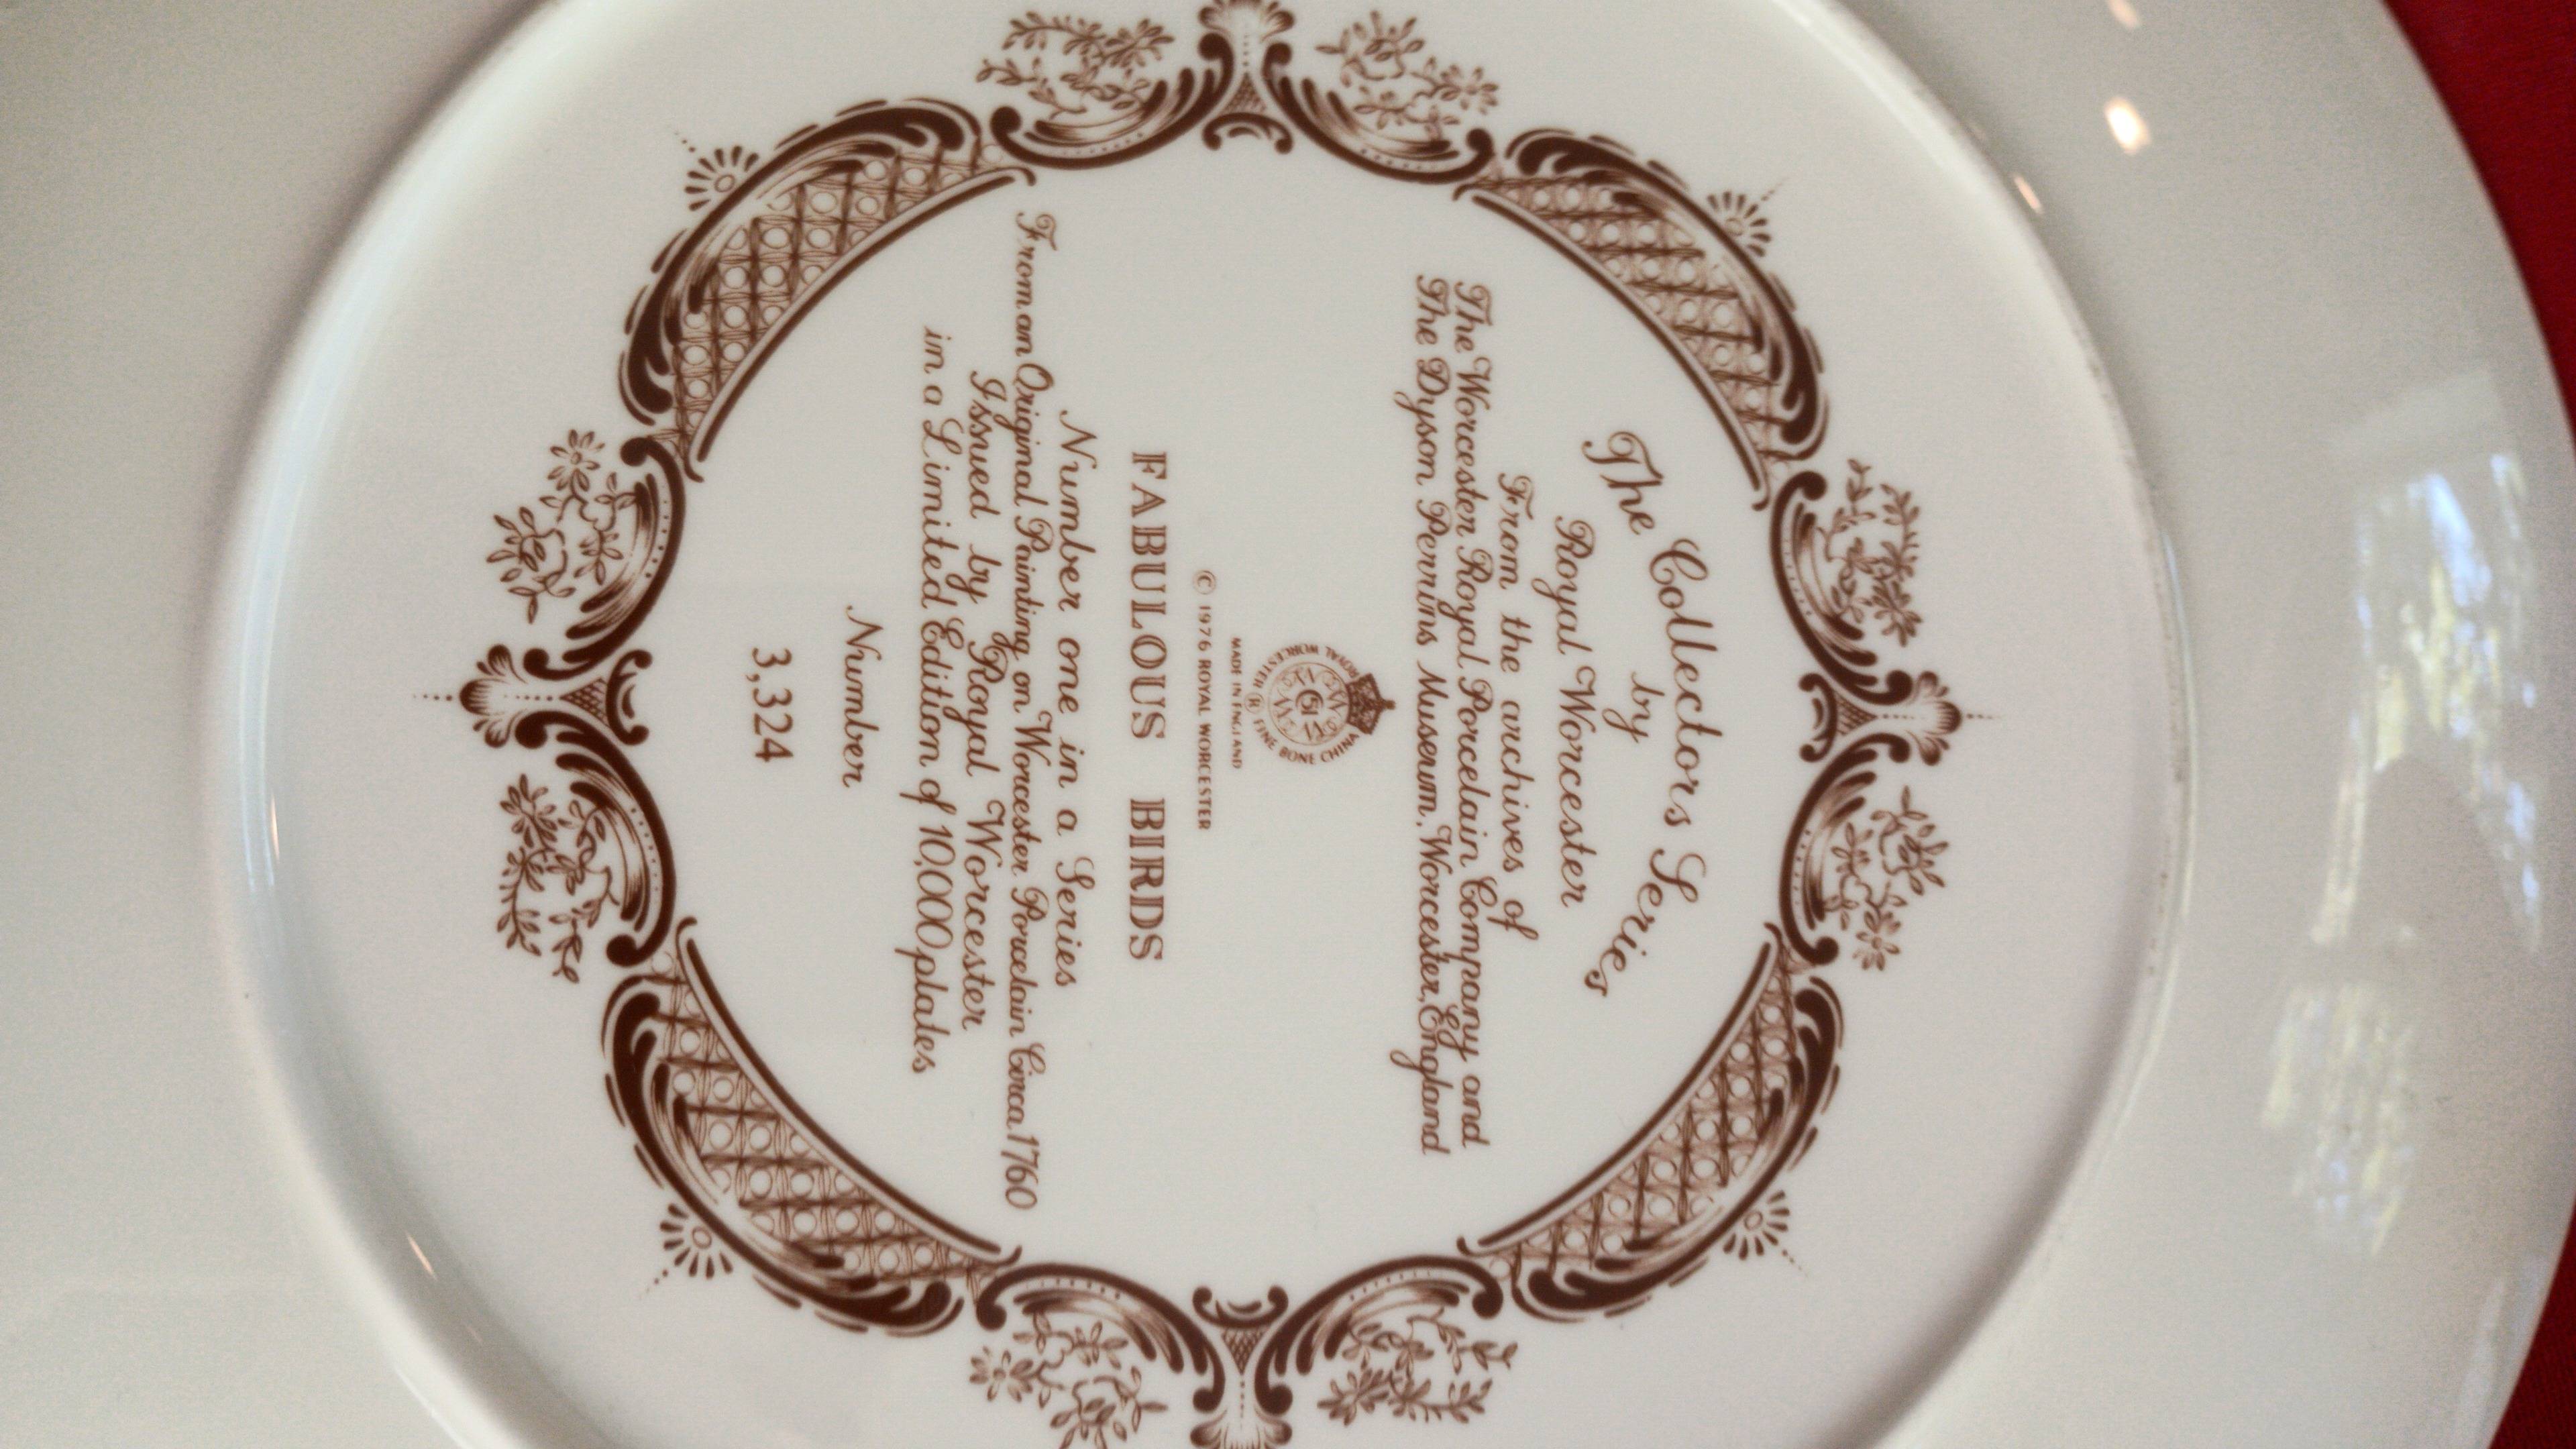 The Collectors Series
by
Royal Worcester
From the archives of
The Worcester Royal Porcelain Company and
The Dyson Perrins Museum, Worcester, England
ROYAL WORCESTER ® FINE BONE CHINA
51
MADE IN ENGLAND
© 1976 ROYAL WORCESTER
FABULOUS BIRDS
Number one in a Series
From an Original Painting on Worcester Porcelain Circa 1760
Issued by Royal Worcester
in a Limited Edition of 10,000 plates
Number
3,324